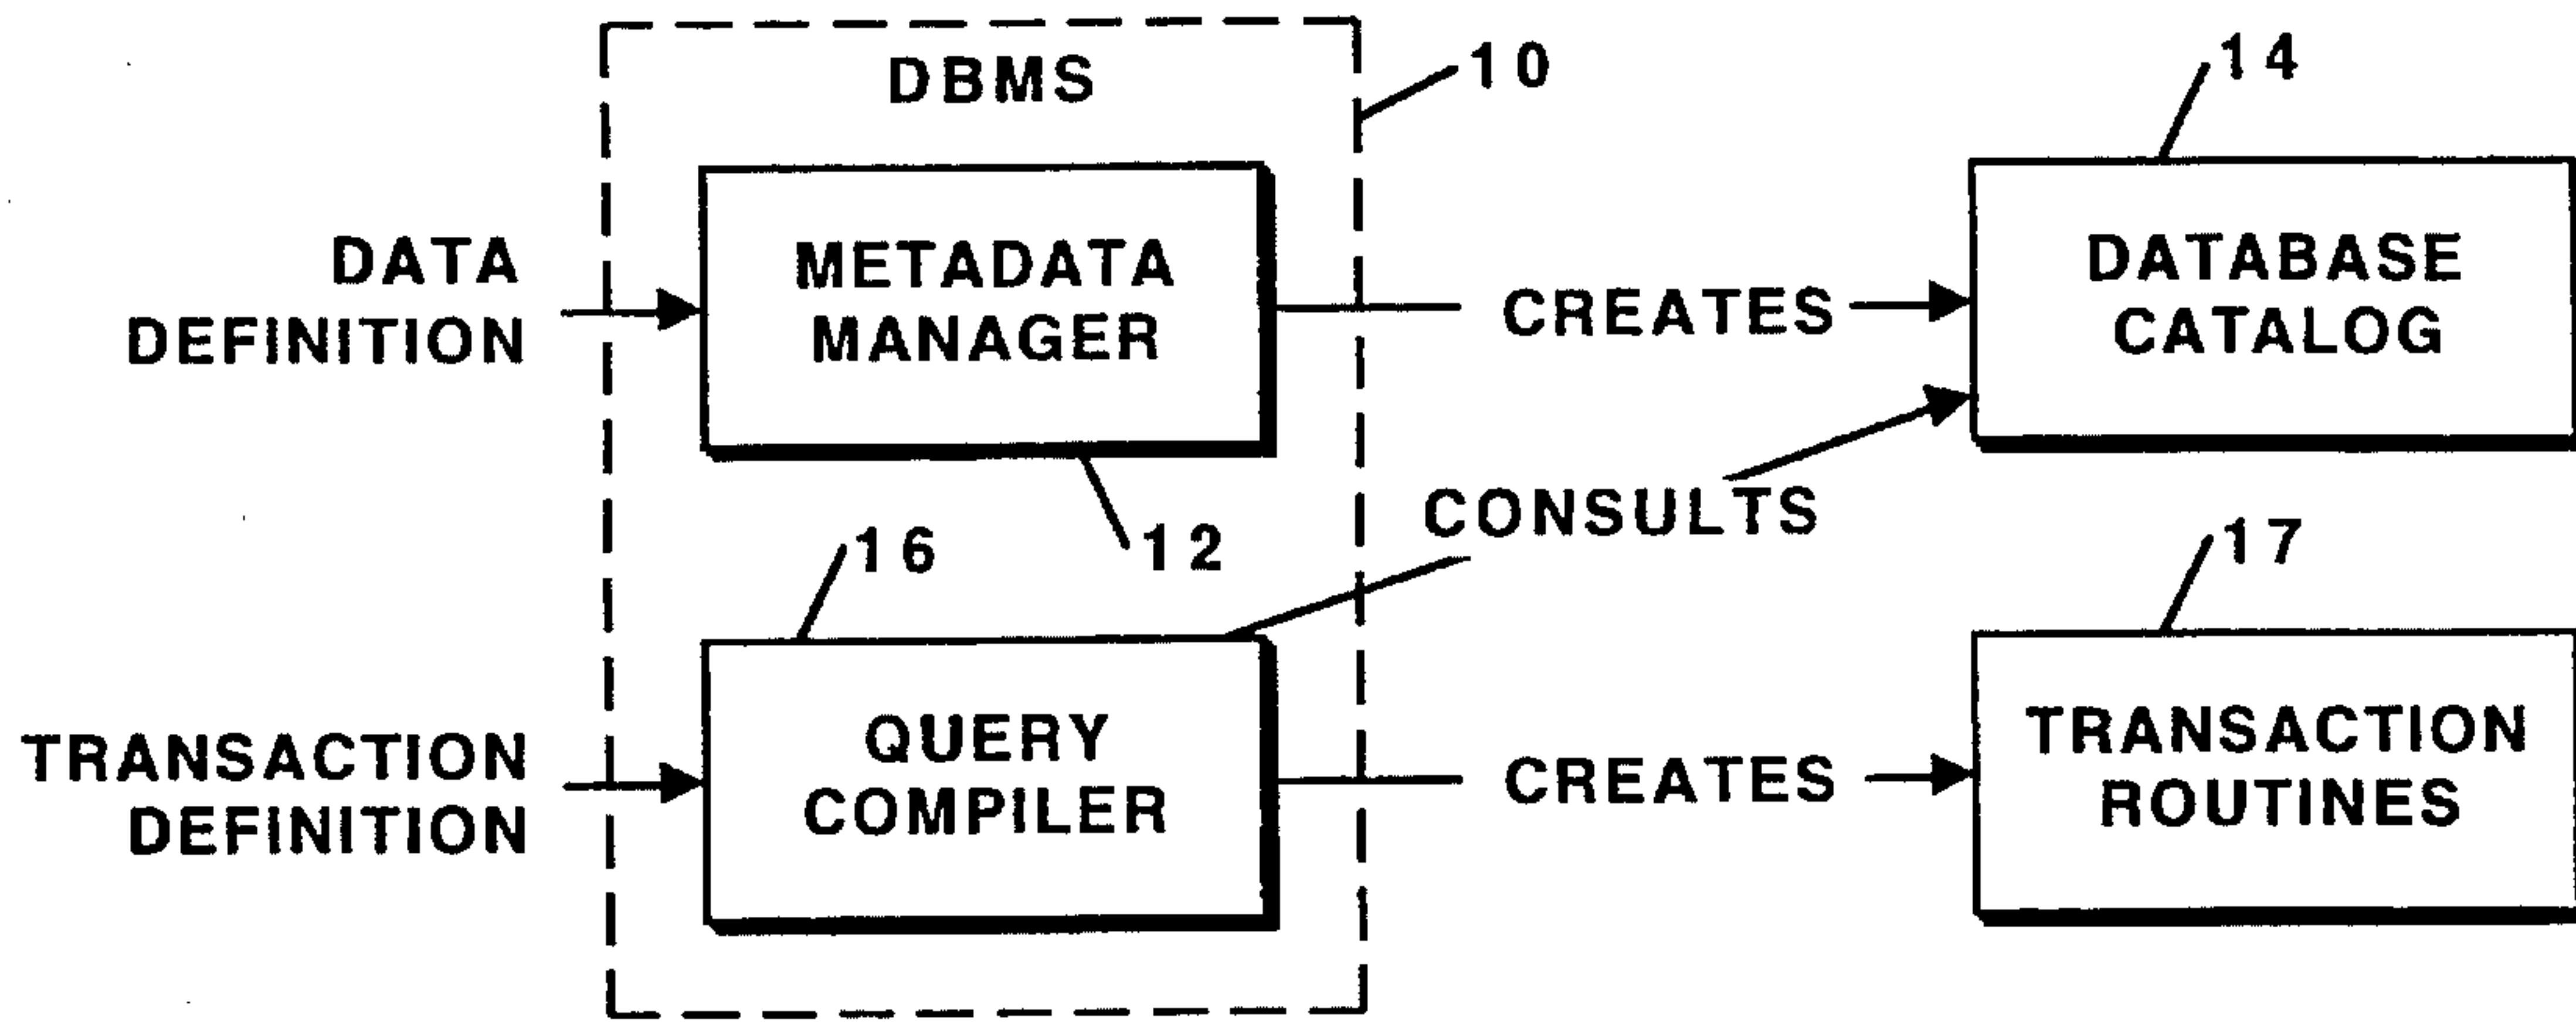 DBMS
10
14
DATA
DEFINITION
METADATA
MANAGER
CREATES
DATABASE
CATALOG
12
CONSULTS
16
17
TRANSACTION
DEFINITION
QUERY
COMPILER
CREATES
TRANSACTION
ROUTINES